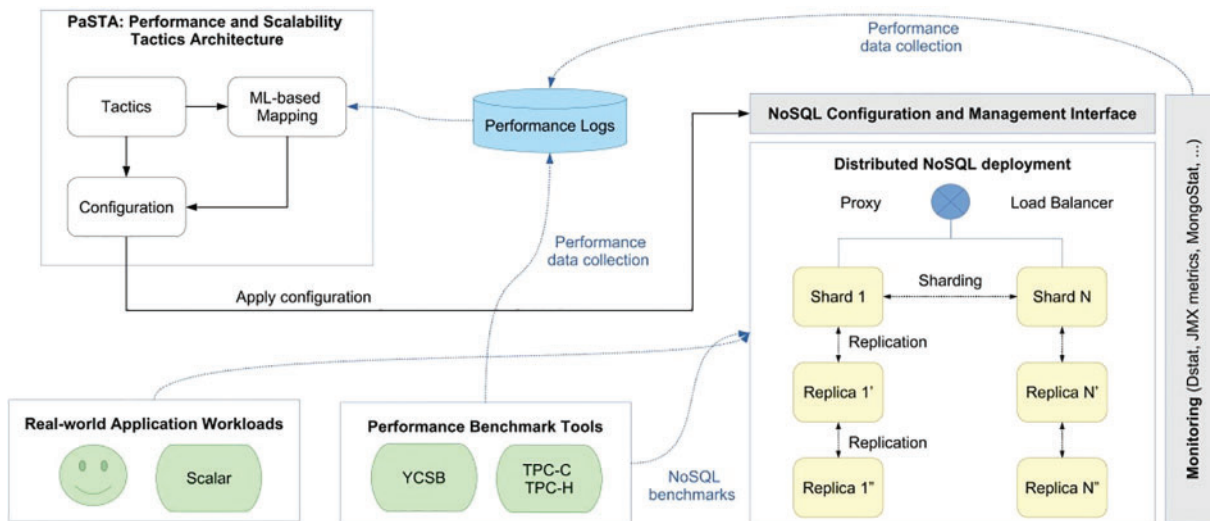 PaSTA: Performance and Scalability
Tactics Architecture
Tactics
ML-based
Mapping
Configuration
Performance Logs
Performance
data collection
NoSQL Configuration and Management Interface
Distributed NoSQL deployment
Proxy
Load Balancer
Shard 1
Sharding
Shard N
Replication
Replica 1'
Replica N'
Replication
Replica 1"
Replica N"
Monitoring (Dstat, JMX metrics, MongoStat, ...)
Performance
data collection
Apply configuration
Real-world Application Workloads
Scalar
Performance Benchmark Tools
YCSB
TPC-C
TPC-H
NoSQL
benchmarks